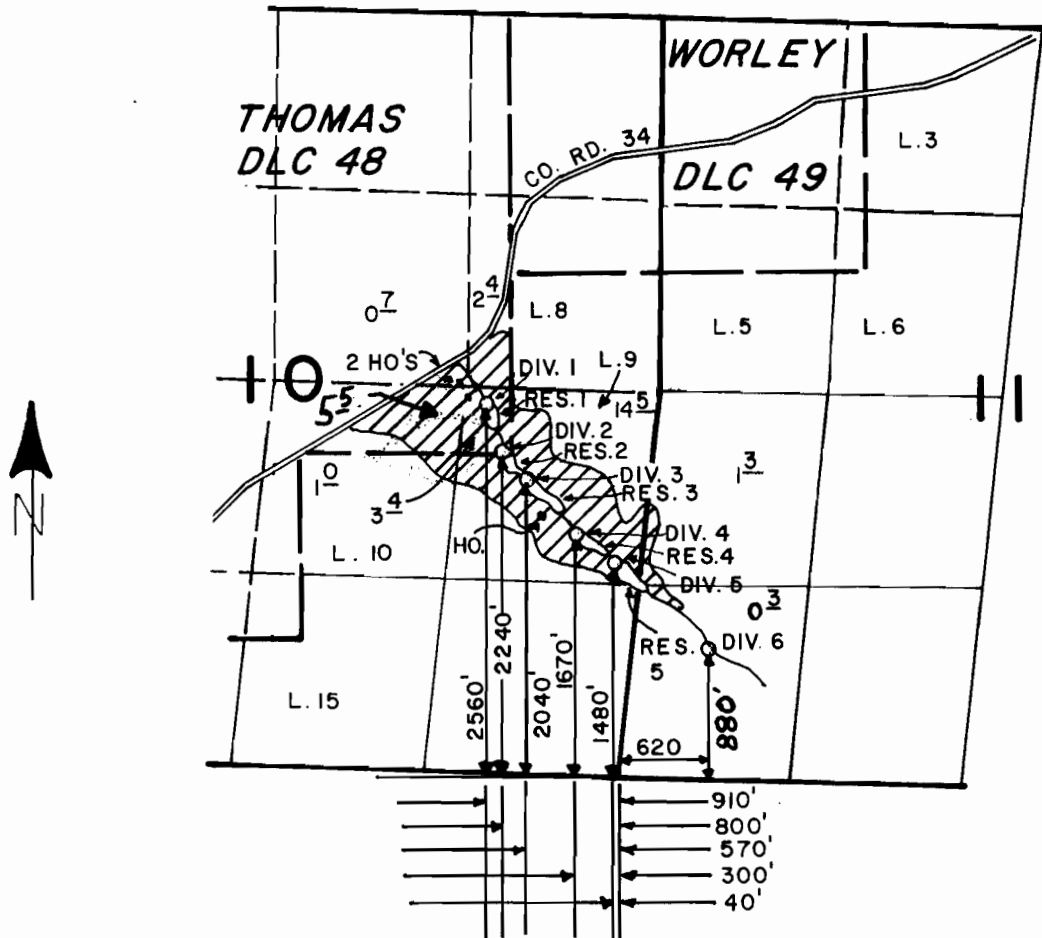 WORLEY
THOMAS
DLC 48
CO. RD. 34
L.3
DLC 49
0 7
2 4
L.8
L.5
L.6
2 HO'S
10
DIV. 1
L.9
11
5 5
RES. 1
14 5
DIV. 2
RES. 2
1 0
DIV. 3
RES. 3
1 3
3 4
L. 10
HO.
DIV. 4
RES. 4
DIV. 5
N
0 3
RES. 5
DIV. 6
L. 15
2560'
2240'
2040'
1670'
1480'
620
880'
910'
800'
570'
300'
40'